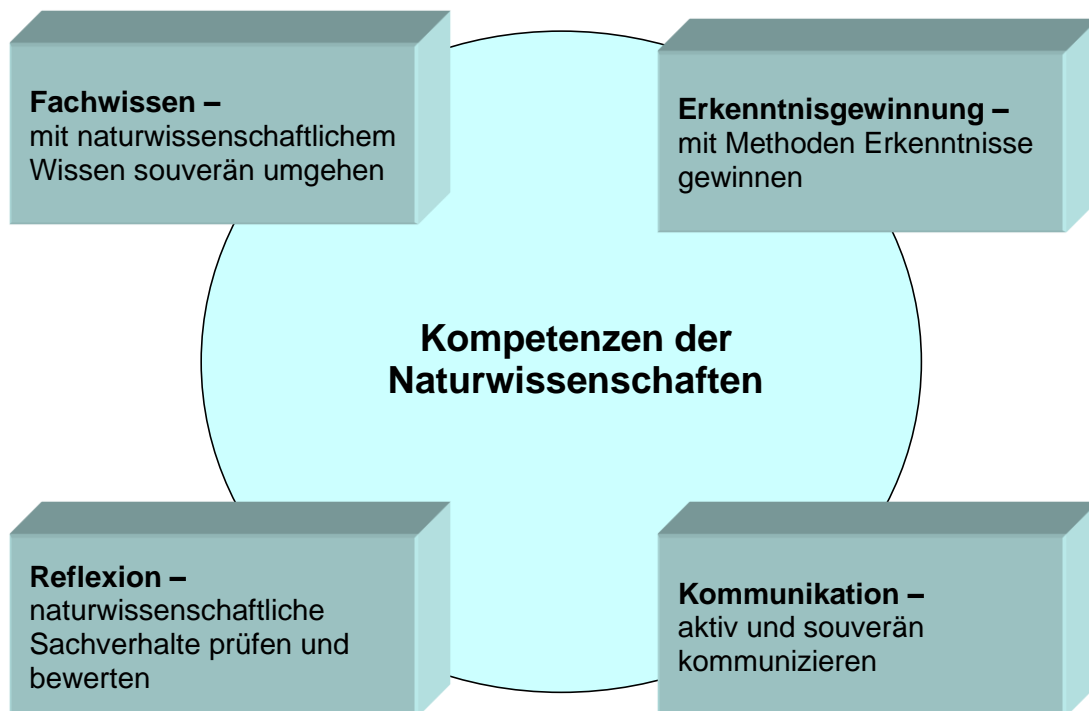 Fachwissen –
mit naturwissenschaftlichem
Wissen souverän umgehen
Erkenntnisgewinnung –
mit Methoden Erkenntnisse
gewinnen
Kompetenzen der
Naturwissenschaften
Reflexion –
naturwissenschaftliche
Sachverhalte prüfen und
bewerten
Kommunikation –
aktiv und souverän
kommunizieren